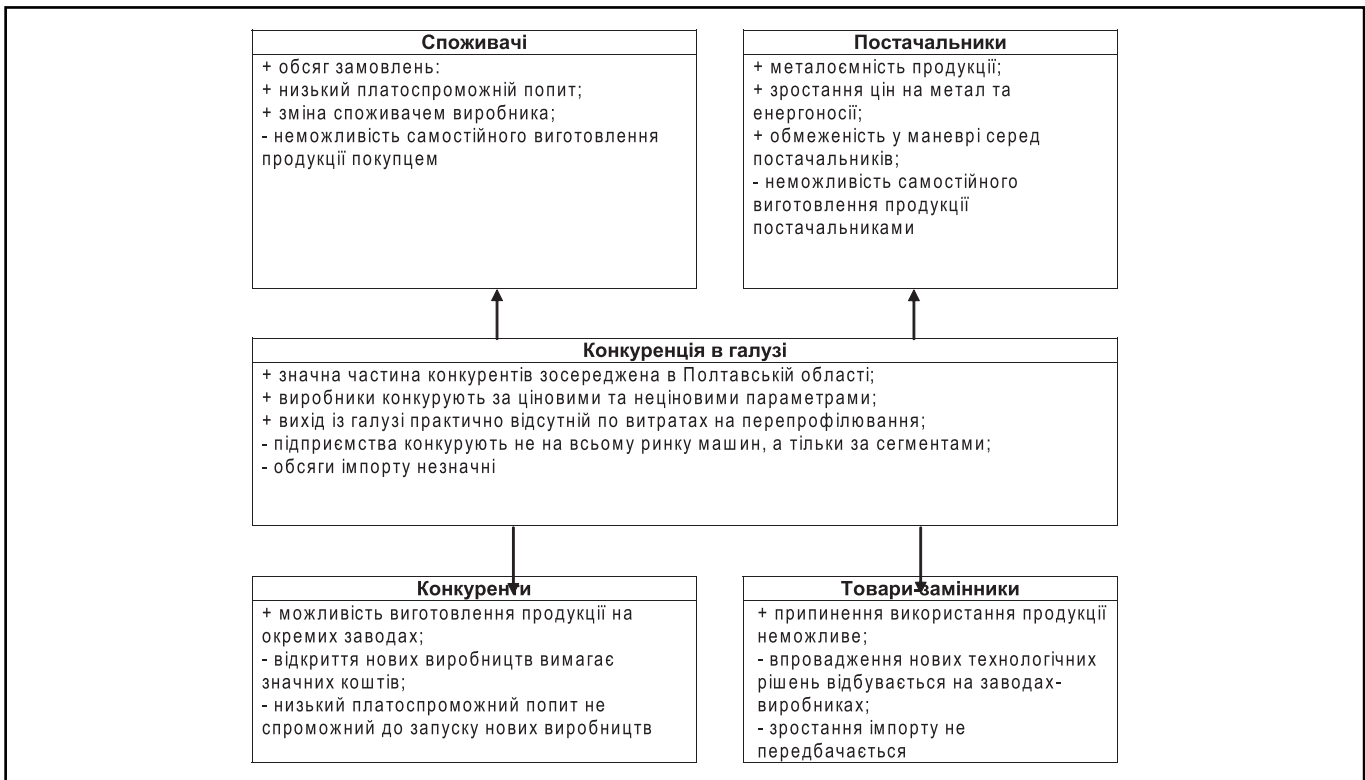 Споживачі
+ обсяг замовлень:
+ низький платоспроможній попит;
+ зміна споживачем виробника;
- неможливість самостійного виготовлення
продукції покупцем
Постачальники
+ металоємність продукції;
+ зростання цін на метал та
енергоносії;
+ обмеженість у маневрі серед
постачальників;
- неможливість самостійного
виготовлення продукції
постачальниками
Конкуренція в галузі
+ значна частина конкурентів зосереджена в Полтавській області;
+ виробники конкурують за ціновими та неціновими параметрами;
+ вихід із галузі практично відсутній по витратах на перепрофілювання;
- підприємства конкурують не на всьому ринку машин, а тільки за сегментами;
- обсяги імпорту незначні
Конкуренти
+ можливість виготовлення продукції на
окремих заводах;
- відкриття нових виробництв вимагає
значних коштів;
- низький платоспроможний попит не
спроможний до запуску нових виробництв
Товари-замінники
+ припинення використання продукції
неможливе;
- впровадження нових технологічних
рішень відбувається на заводах-
виробниках;
- зростання імпорту не
передбачається